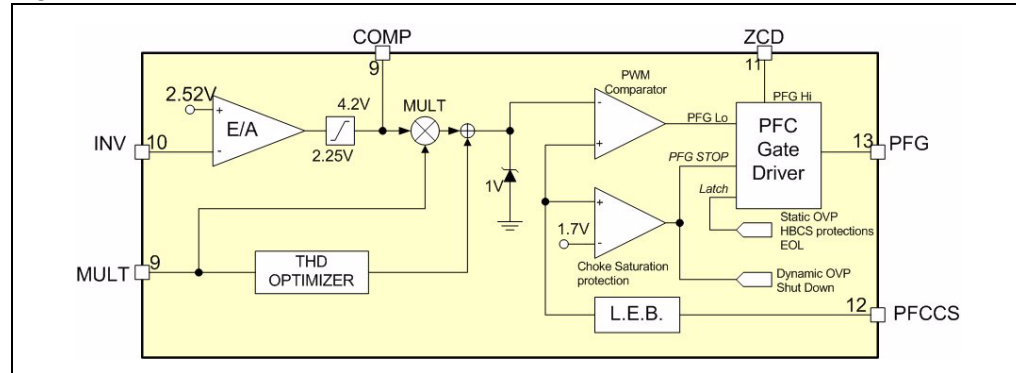 COMP
9
ZCD
11
2.52V
+
-
E/A
4.2V
2.25V
MULT
PWM
Comparator
-
+
PFG Hi
PFG Lo
PFC
Gate
Driver
PFG STOP
Latch
INV
10
13
PFG
1V
+
-
1.7V
Choke Saturation
protection
Static OVP
HBCS protections
EOL
Dynamic OVP
Shut Down
MULT
9
THD
OPTIMIZER
L.E.B.
12
PFCCS